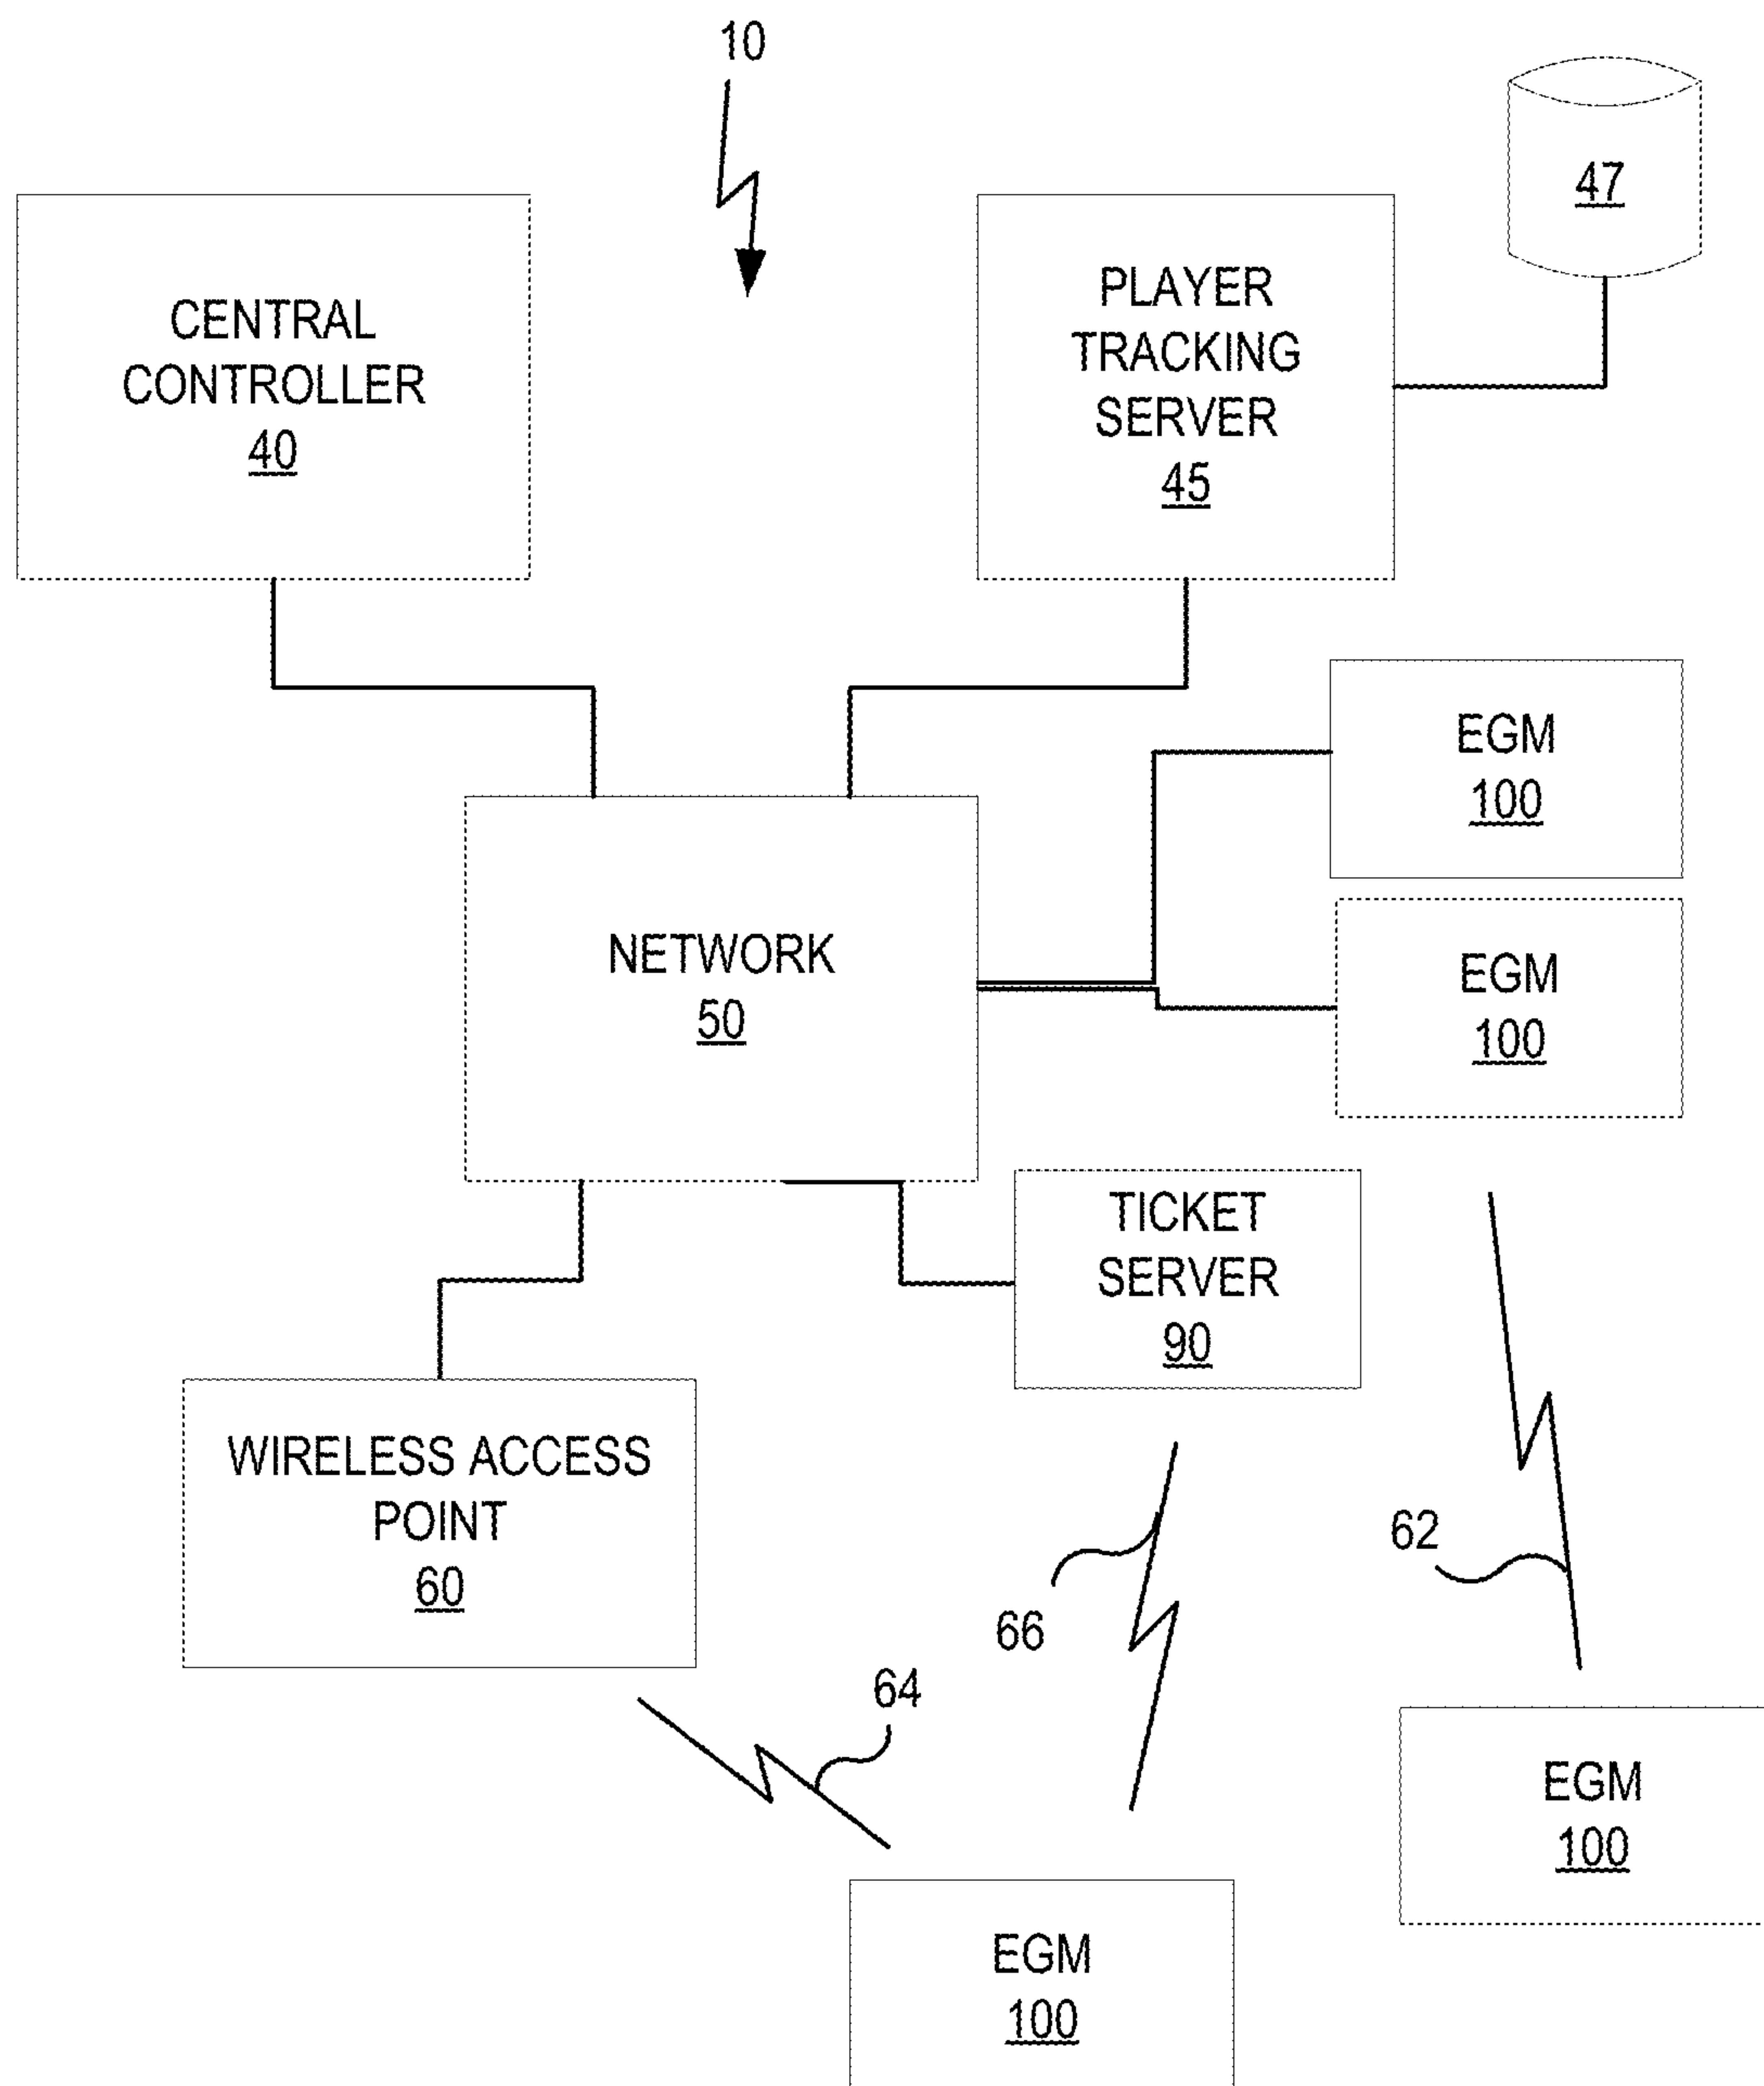 10
47
CENTRAL
CONTROLLER
40
PLAYER
TRACKING
SERVER
45
EGM
100
NETWORK
50
EGM
100
TICKET
SERVER
90
WIRELESS ACCESS
POINT
60
66
62
64
EGM
100
EGM
100